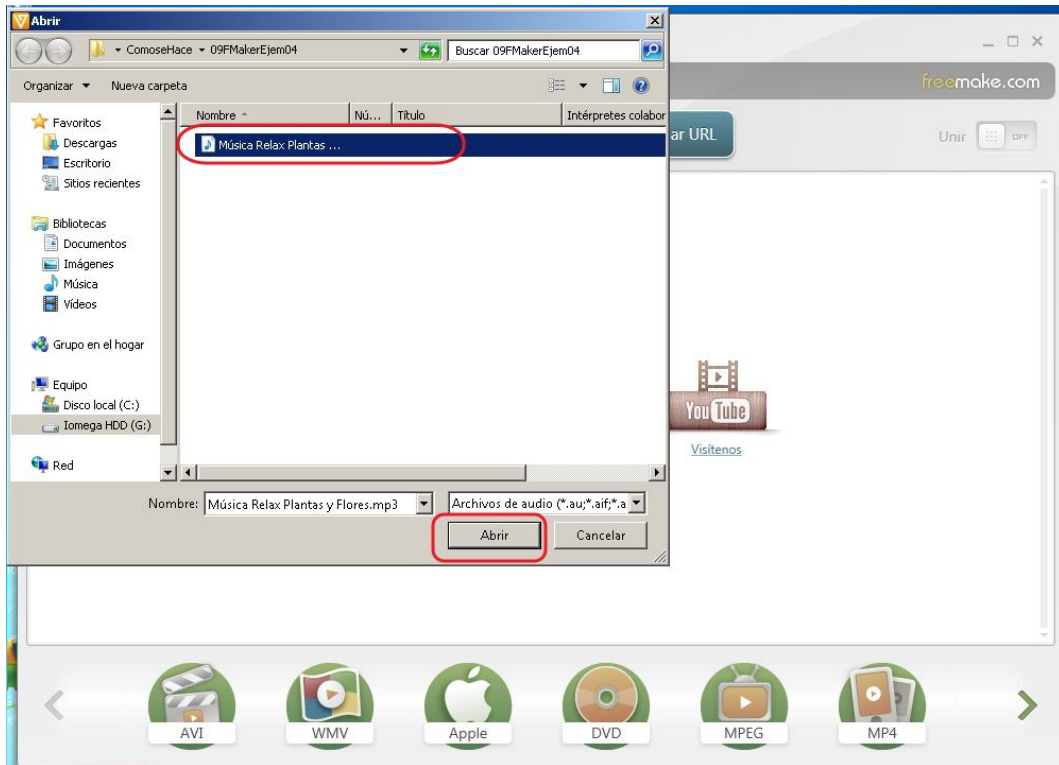 Abrir
ComoseHace 09FMakerEjem04
Buscar 09FMakerEjem04
Organizar Nueva carpeta
freemake.com
Favoritos
Descargas
Escritorio
Sitios recientes
Bibliotecas
Documentos
Imágenes
Música
Vídeos
Grupo en el hogar
Equipo
Disco local (C:)
Iomega HDD (G:)
Red
Nombre Nú... Título Intérpretes colabor
Música Relax Plantas ...
Nombre: Música Relax Plantas y Flores.mp3
Archivos de audio (*.au;*.aif;*.a
Abrir Cancelar
ar URL
Unir OFF
You Tube
Visítenos
AVI WMV Apple DVD MPEG MP4